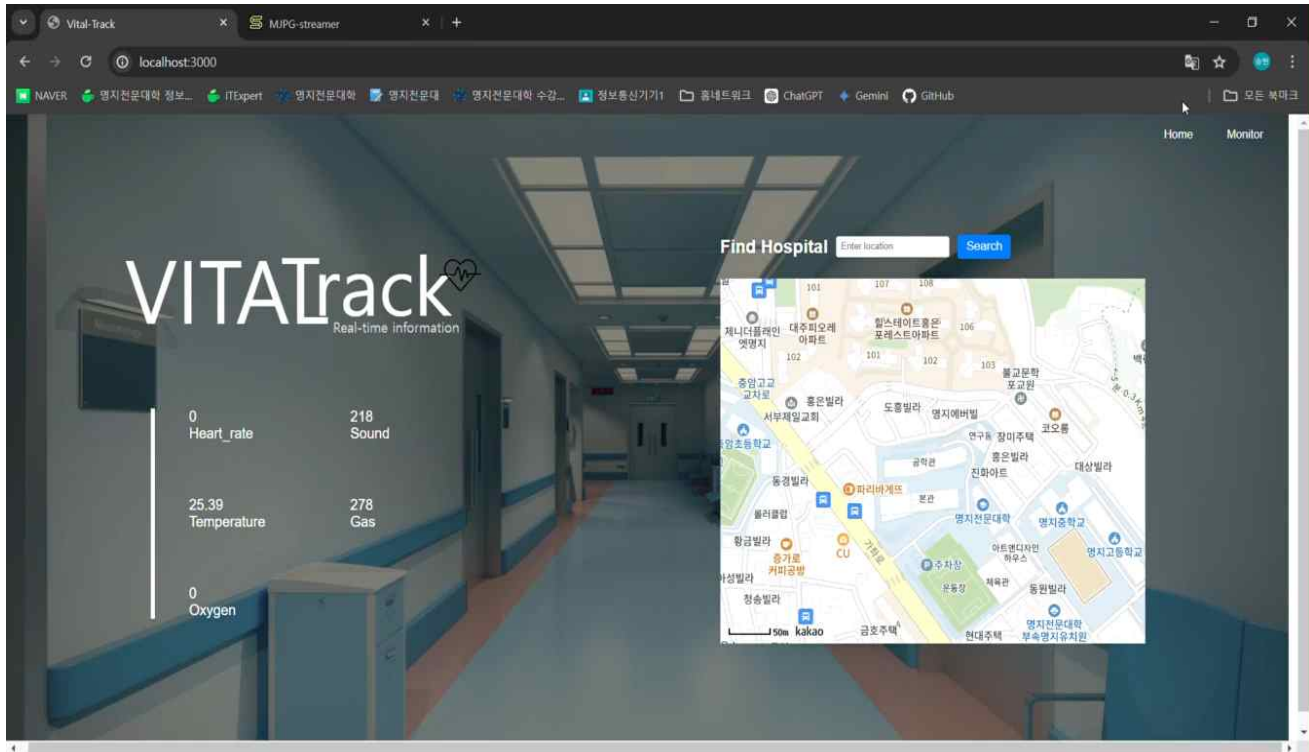 Vital-Track
MJPG-streamer
localhost:3000
NAVER
명지전문대학 정보...
ITExpert
명지전문대학
명지전문대
명지전문대학 수강...
정보통신기기1
홈네트워크
ChatGPT
Gemini
GitHub
모든 북마크
Home Monitor
VITATrack
Real-time information
Find Hospital Enter location Search
0
Heart_rate
218
Sound
25.39
Temperature
278
Gas
0
Oxygen
101
107
108
제니더플래인
엣명지
대주피오레
아파트
힐스테이트홍은
포레스트아파트
106
102
101
102
103
불교문학
포교원
충암고교
교차로
홍은빌라
서부제일교회
도흥빌라
명지에버빌
코오롱
연구동
장미주택
홍은빌라
공학관
진화아트
대상빌라
동경빌라
파리바게뜨
본관
명지전문대학
명지중학교
롤러클럽
황금빌라
증가로
커피공방
CU
가좌로
아트앤디자인
하우스
명지고등학교
주차장
운동장
체육관
동원빌라
청송빌라
50m
kakao
금호주택
현대주택
명지전문대학
부속명지유치원